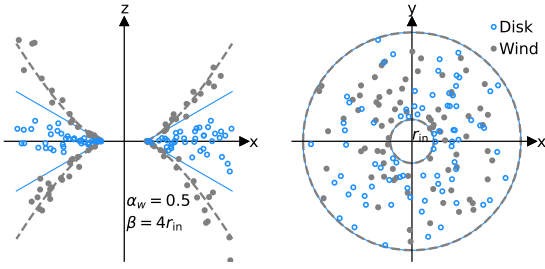 z
x
α_w = 0.5
β = 4r_in
y
x
r_in
Disk
Wind